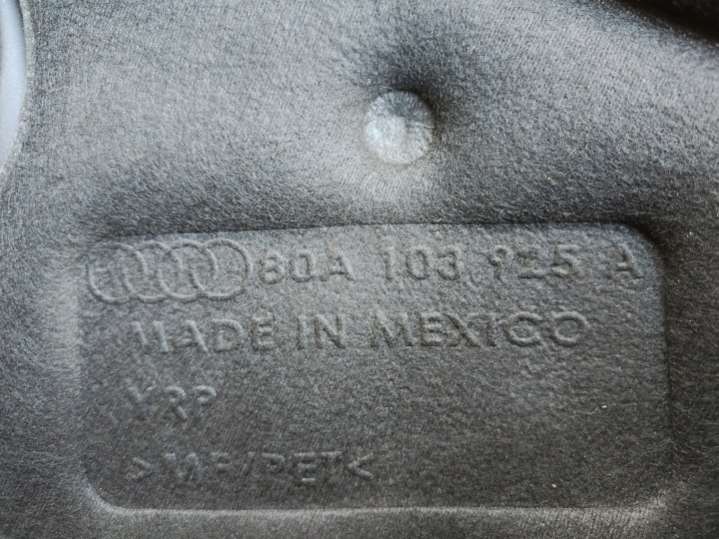 80A 103 925 A
MADE IN MEXICO
>MF/PET<